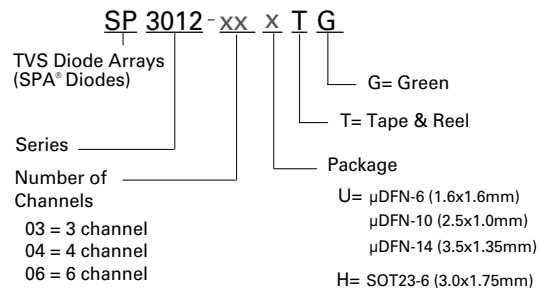 SP 3012-xx x T G
TVS Diode Arrays
(SPA® Diodes)
G= Green
T= Tape & Reel
Series
Package
Number of
Channels
03 = 3 channel
04 = 4 channel
06 = 6 channel
U= µDFN-6 (1.6x1.6mm)
µDFN-10 (2.5x1.0mm)
µDFN-14 (3.5x1.35mm)
H= SOT23-6 (3.0x1.75mm)